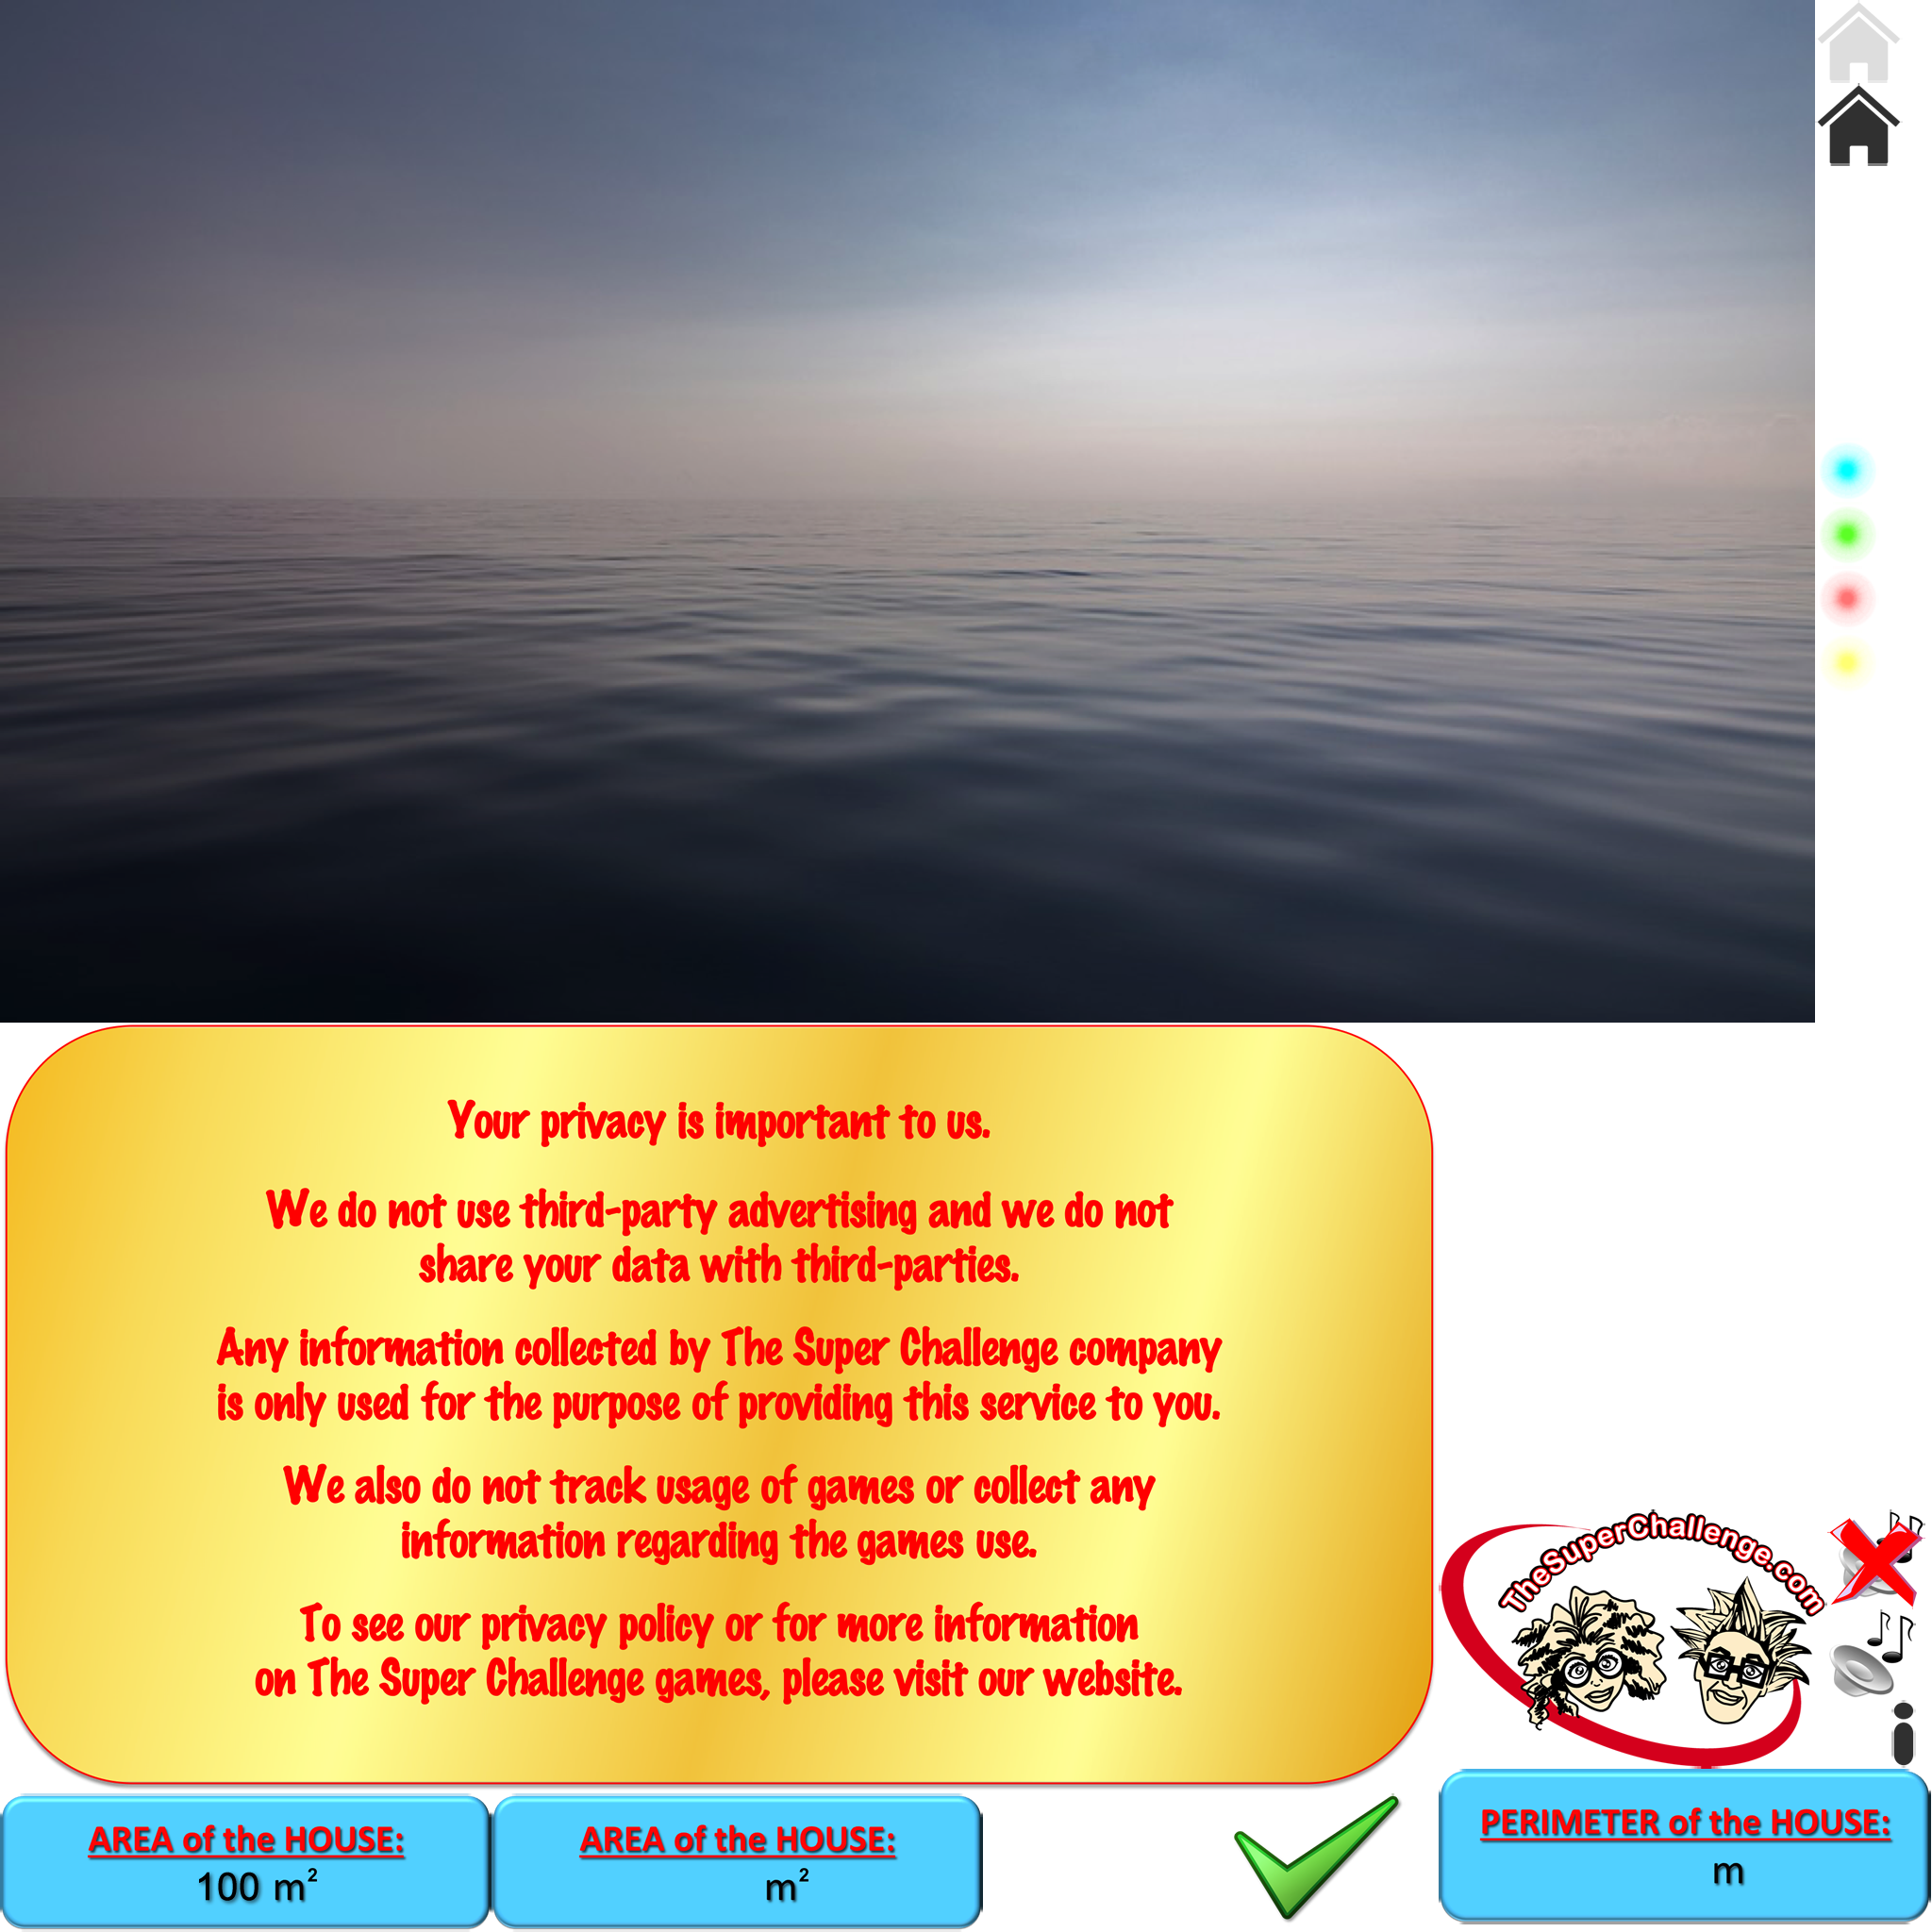 Your privacy is important to us.
We do not use third-party advertising and we do not
share your data with third-parties.
Any information collected by The Super Challenge company
is only used for the purpose of providing this service to you.
We also do not track usage of games or collect any
information regarding the games use.
To see our privacy policy or for more information
on The Super Challenge games, please visit our website.
TheSuperChallenge.com
AREA of the HOUSE:
100 m²
AREA of the HOUSE:
m²
PERIMETER of the HOUSE:
m